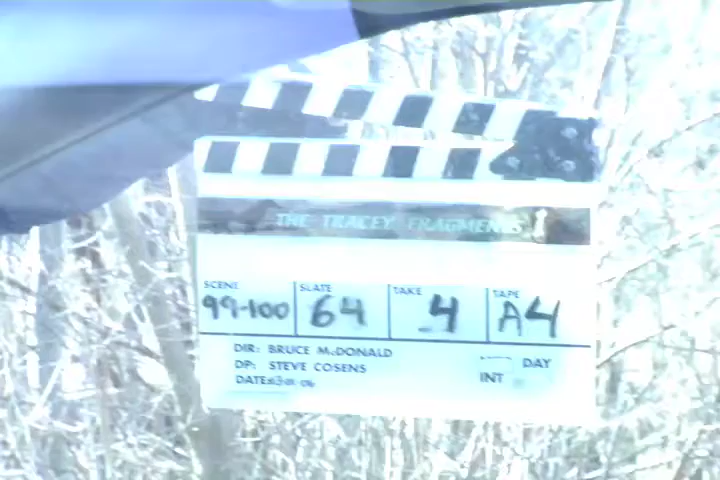 THE TRACEY FRAGMENTS
SCENE SLATE TAKE TAPE
99-100 64 4 A4
DIR: BRUCE McDONALD
DP: STEVE COSENS
DATE:
DAY
INT